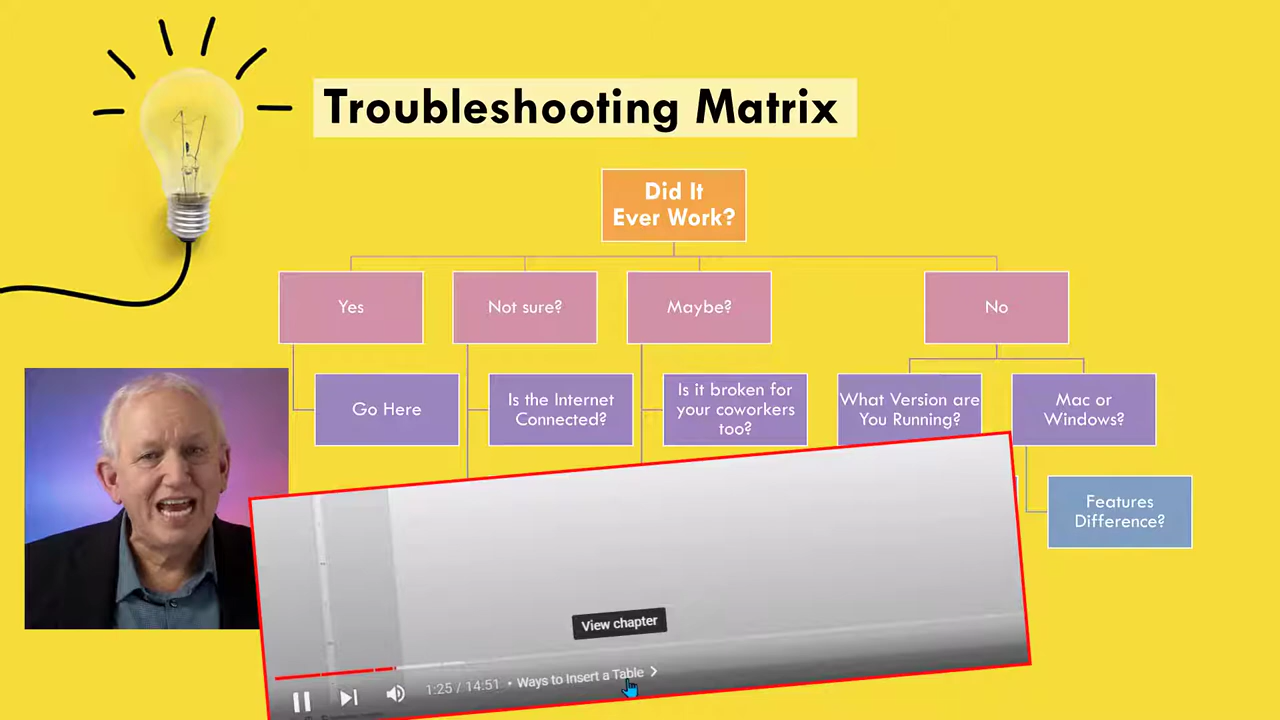 Troubleshooting Matrix
Did It
Ever Work?
Yes
Not sure?
Maybe?
No
Go Here
Is the Internet
Connected?
Is it broken for
your coworkers
too?
What Version are
You Running?
Mac or
Windows?
Features
Difference?
View chapter
1:25 / 14:51 • Ways to Insert a Table >